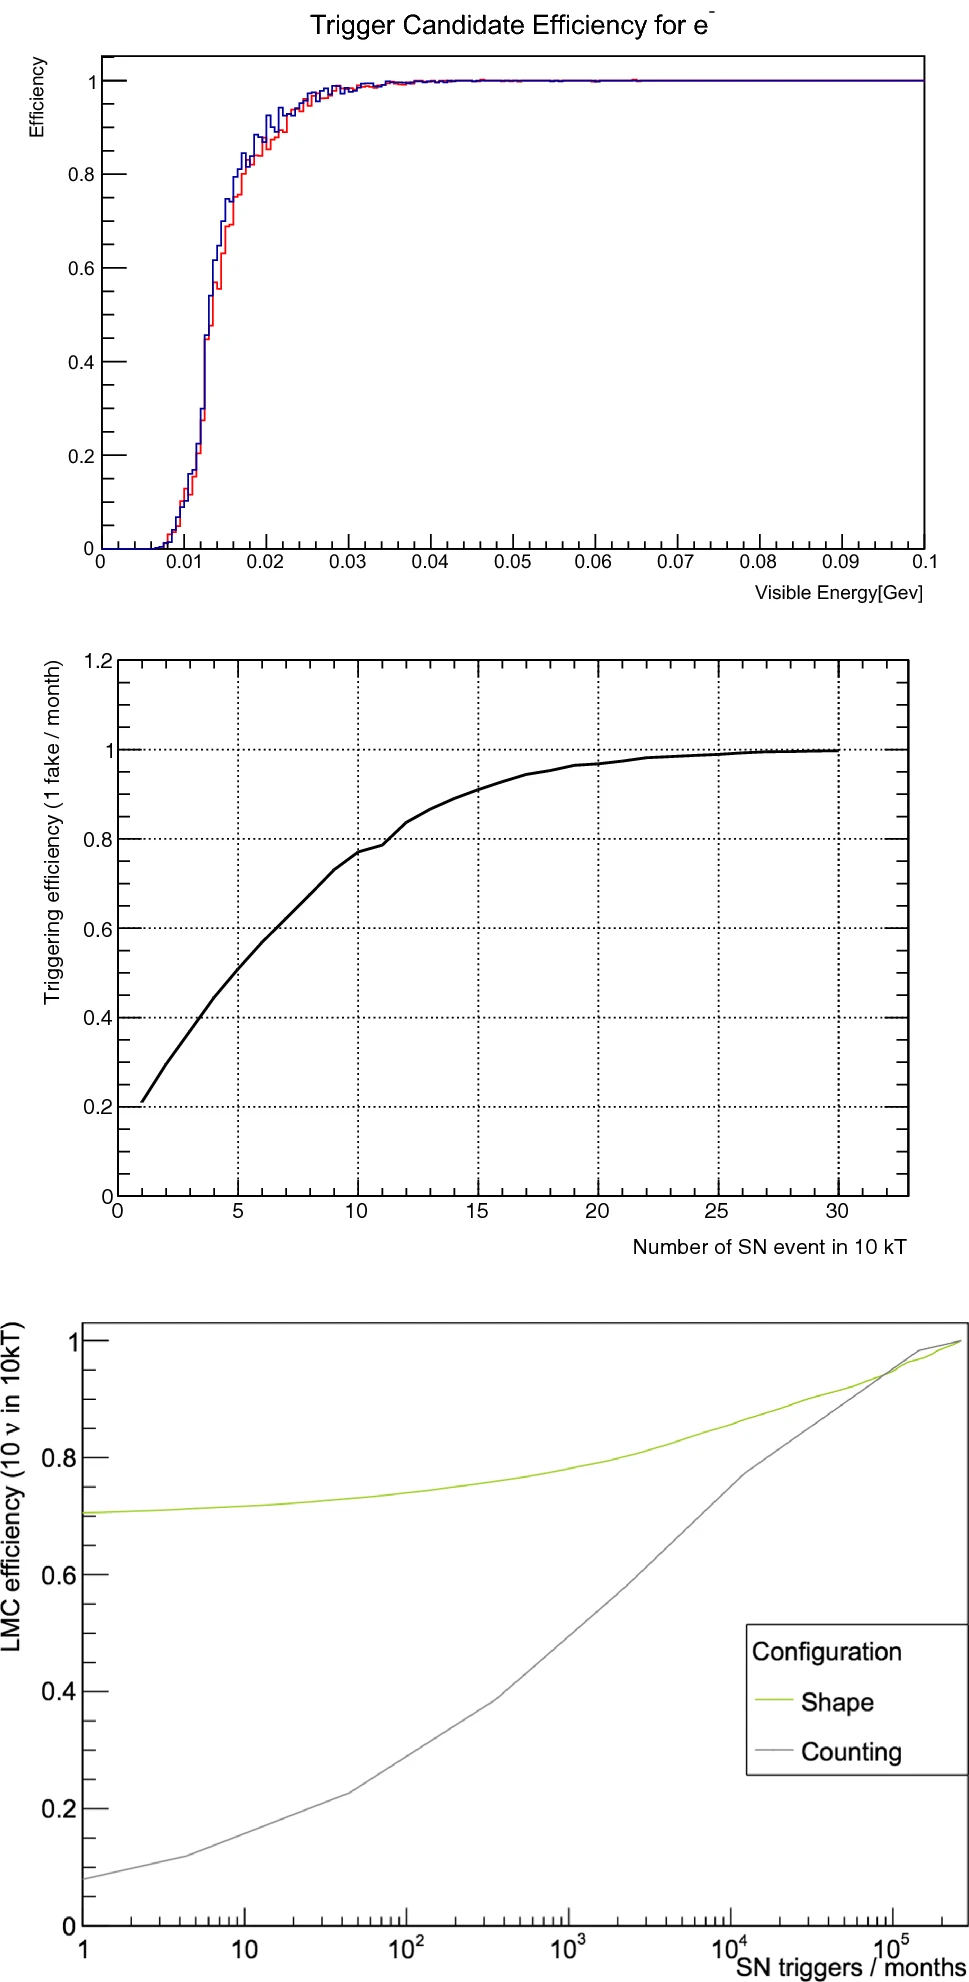 Trigger Candidate Efficiency for e⁻
Efficiency
1
0.8
0.6
0.4
0.2
0
0 0.01 0.02 0.03 0.04 0.05 0.06 0.07 0.08 0.09 0.1
Visible Energy[Gev]
Triggering efficiency (1 fake / month)
1.2
1
0.8
0.6
0.4
0.2
0
0 5 10 15 20 25 30
Number of SN event in 10 kT
LMC efficiency (10 ν in 10kT)
1
0.8
0.6
0.4
0.2
0
Configuration
Shape
Counting
1 10 10² 10³ 10⁴ 10⁵
SN triggers / months